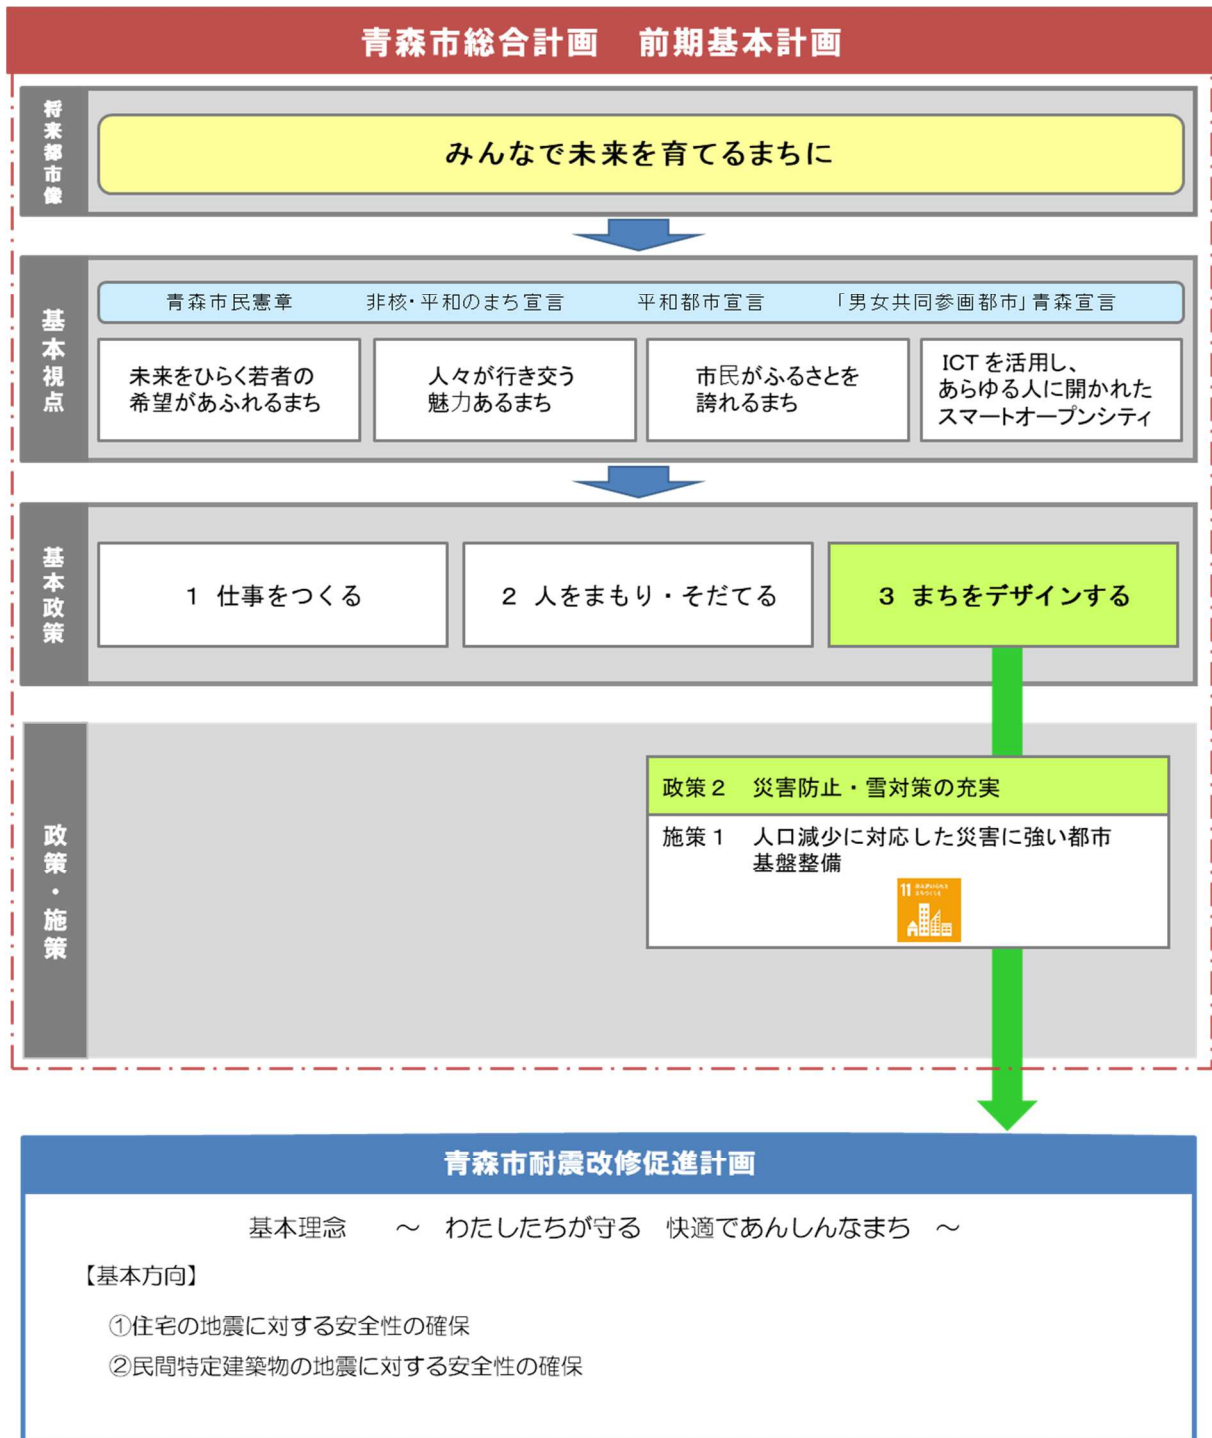 青森市総合計画　前期基本計画
将来都市像
みんなで未来を育てるまちに
基本視点
青森市民憲章　非核・平和のまち宣言　平和都市宣言　「男女共同参画都市」青森宣言
未来をひらく若者の
希望があふれるまち
人々が行き交う
魅力あるまち
市民がふるさとを
誇れるまち
ICTを活用し、
あらゆる人に開かれた
スマートオープンシティ
基本政策
1 仕事をつくる
2 人をまもり・そだてる
3 まちをデザインする
政策・施策
政策２　災害防止・雪対策の充実
施策１　人口減少に対応した災害に強い都市
基盤整備
11 住み続けられる
まちづくりを
青森市耐震改修促進計画
基本理念　～　わたしたちが守る　快適であんしんなまち　～
【基本方向】
①住宅の地震に対する安全性の確保
②民間特定建築物の地震に対する安全性の確保